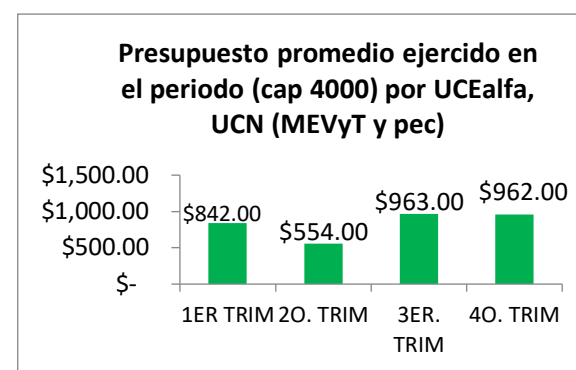 Presupuesto promedio ejercido en
el periodo (cap 4000) por UCEalfa,
UCN (MEVyT y pec)
$1,500.00
$1,000.00
$500.00
$-
$842.00
$554.00
$963.00
$962.00
1ER TRIM
2O. TRIM
3ER.
TRIM
4O. TRIM